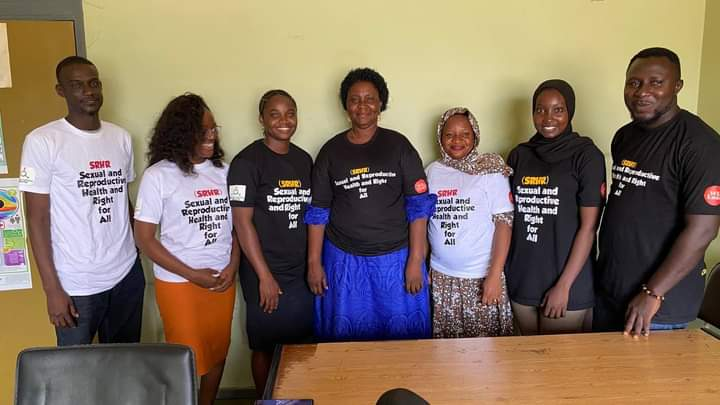 SRHR
Sexual
and
Reproductive
Health
and
Right
for
All
(SRHR)
Sexual and
Reproductive
Health and
Right
for
All
(SRHR)
Sexual and
Reproductive
Health
and Right
for
All
(SRHR)
Sexual and Reproductive
Health and Right for
All
SRHR
Sexual and
Reproductive
Health and
Right
for
All
(SRHR)
Sexual and
Reproductive
Health and
Right
for
All
(SRHR)
Sexual and
Reproductive
Health and
Right
for
All